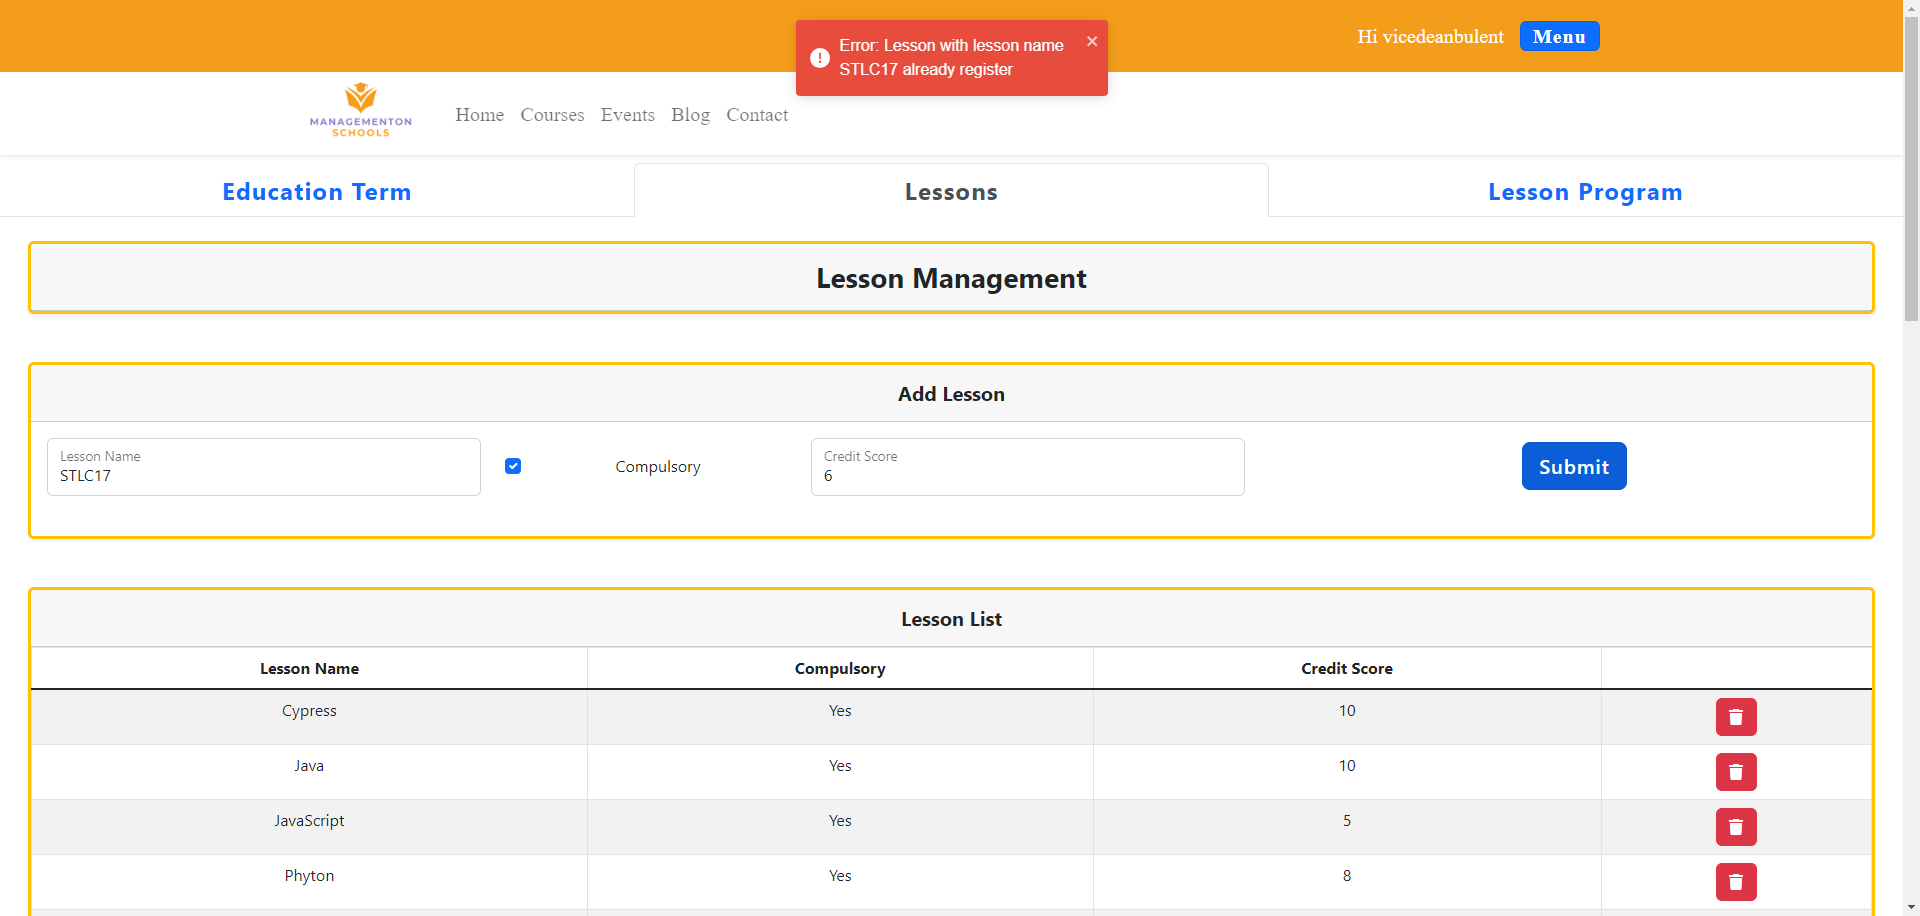 Error: Lesson with lesson name
STLC17 already register
Hi vicedeanbulent
Menu
MANAGEMENTON
SCHOOLS
Home Courses Events Blog Contact
Education Term
Lessons
Lesson Program
Lesson Management
Add Lesson
Lesson Name
STLC17
Compulsory
Credit Score
6
Submit
Lesson List
Lesson Name Compulsory Credit Score
Cypress Yes 10
Java Yes 10
JavaScript Yes 5
Phyton Yes 8